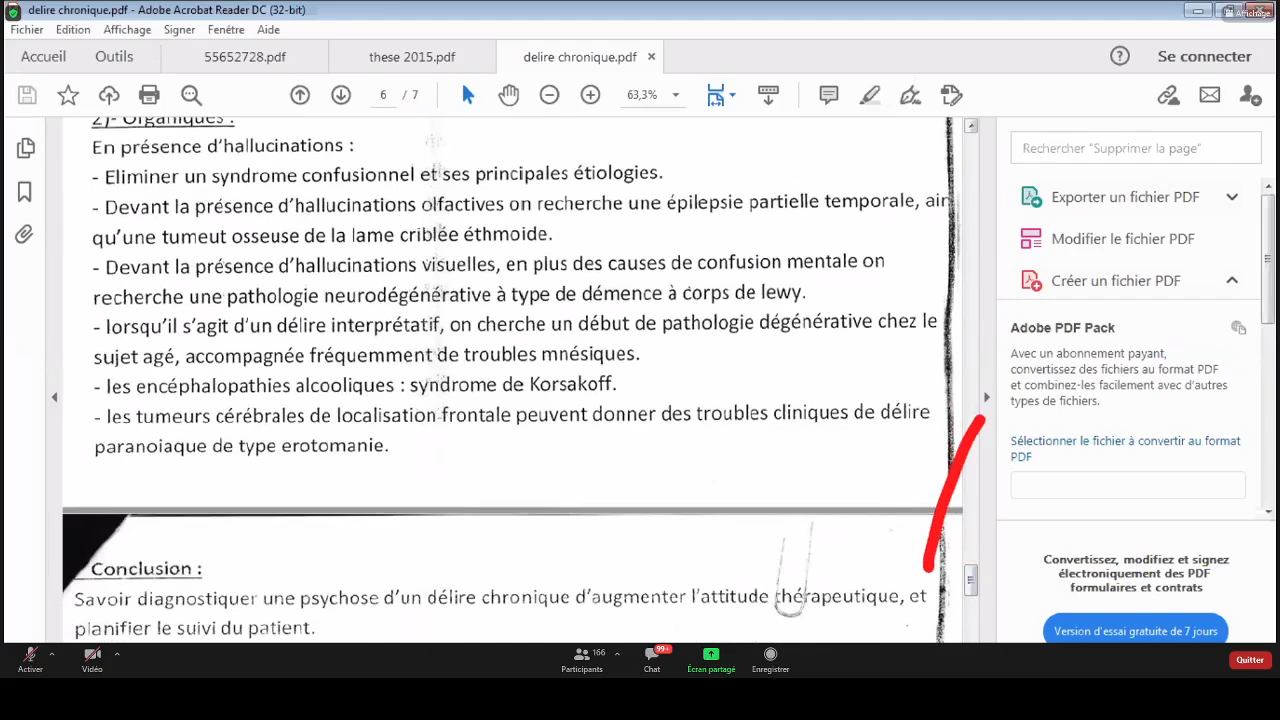 delire chronique.pdf - Adobe Acrobat Reader DC (32-bit)
Affichage
Fichier Edition Affichage Signer Fenêtre Aide
Accueil Outils 55652728.pdf these 2015.pdf delire chronique.pdf × Se connecter
6 / 7 63,3%
2)- Organiques :
En présence d'hallucinations :
- Eliminer un syndrome confusionnel et ses principales étiologies.
- Devant la présence d'hallucinations olfactives on recherche une épilepsie partielle temporale, ain
qu'une tumeut osseuse de la lame criblée éthmoide.
- Devant la présence d'hallucinations visuelles, en plus des causes de confusion mentale on
recherche une pathologie neurodégénérative à type de démence à corps de lewy.
- lorsqu'il s'agit d'un délire interprétatif, on cherche un début de pathologie dégénérative chez le
sujet agé, accompagnée fréquemment de troubles mnésiques.
- les encéphalopathies alcooliques : syndrome de Korsakoff.
- les tumeurs cérébrales de localisation frontale peuvent donner des troubles cliniques de délire
paranoiaque de type erotomanie.
Conclusion :
Savoir diagnostiquer une psychose d'un délire chronique d'augmenter l'attitude thérapeutique, et
planifier le suivi du patient.
Rechercher "Supprimer la page"
Exporter un fichier PDF
Modifier le fichier PDF
Créer un fichier PDF
Adobe PDF Pack
Avec un abonnement payant,
convertissez des fichiers au format PDF
et combinez-les facilement avec d'autres
types de fichiers.
Sélectionner le fichier à convertir au format
PDF
Convertissez, modifiez et signez
électroniquement des PDF
formulaires et contrats
Version d'essai gratuite de 7 jours
Activer Vidéo Participants 166 Chat 99+ Écran partagé Enregistrer Quitter